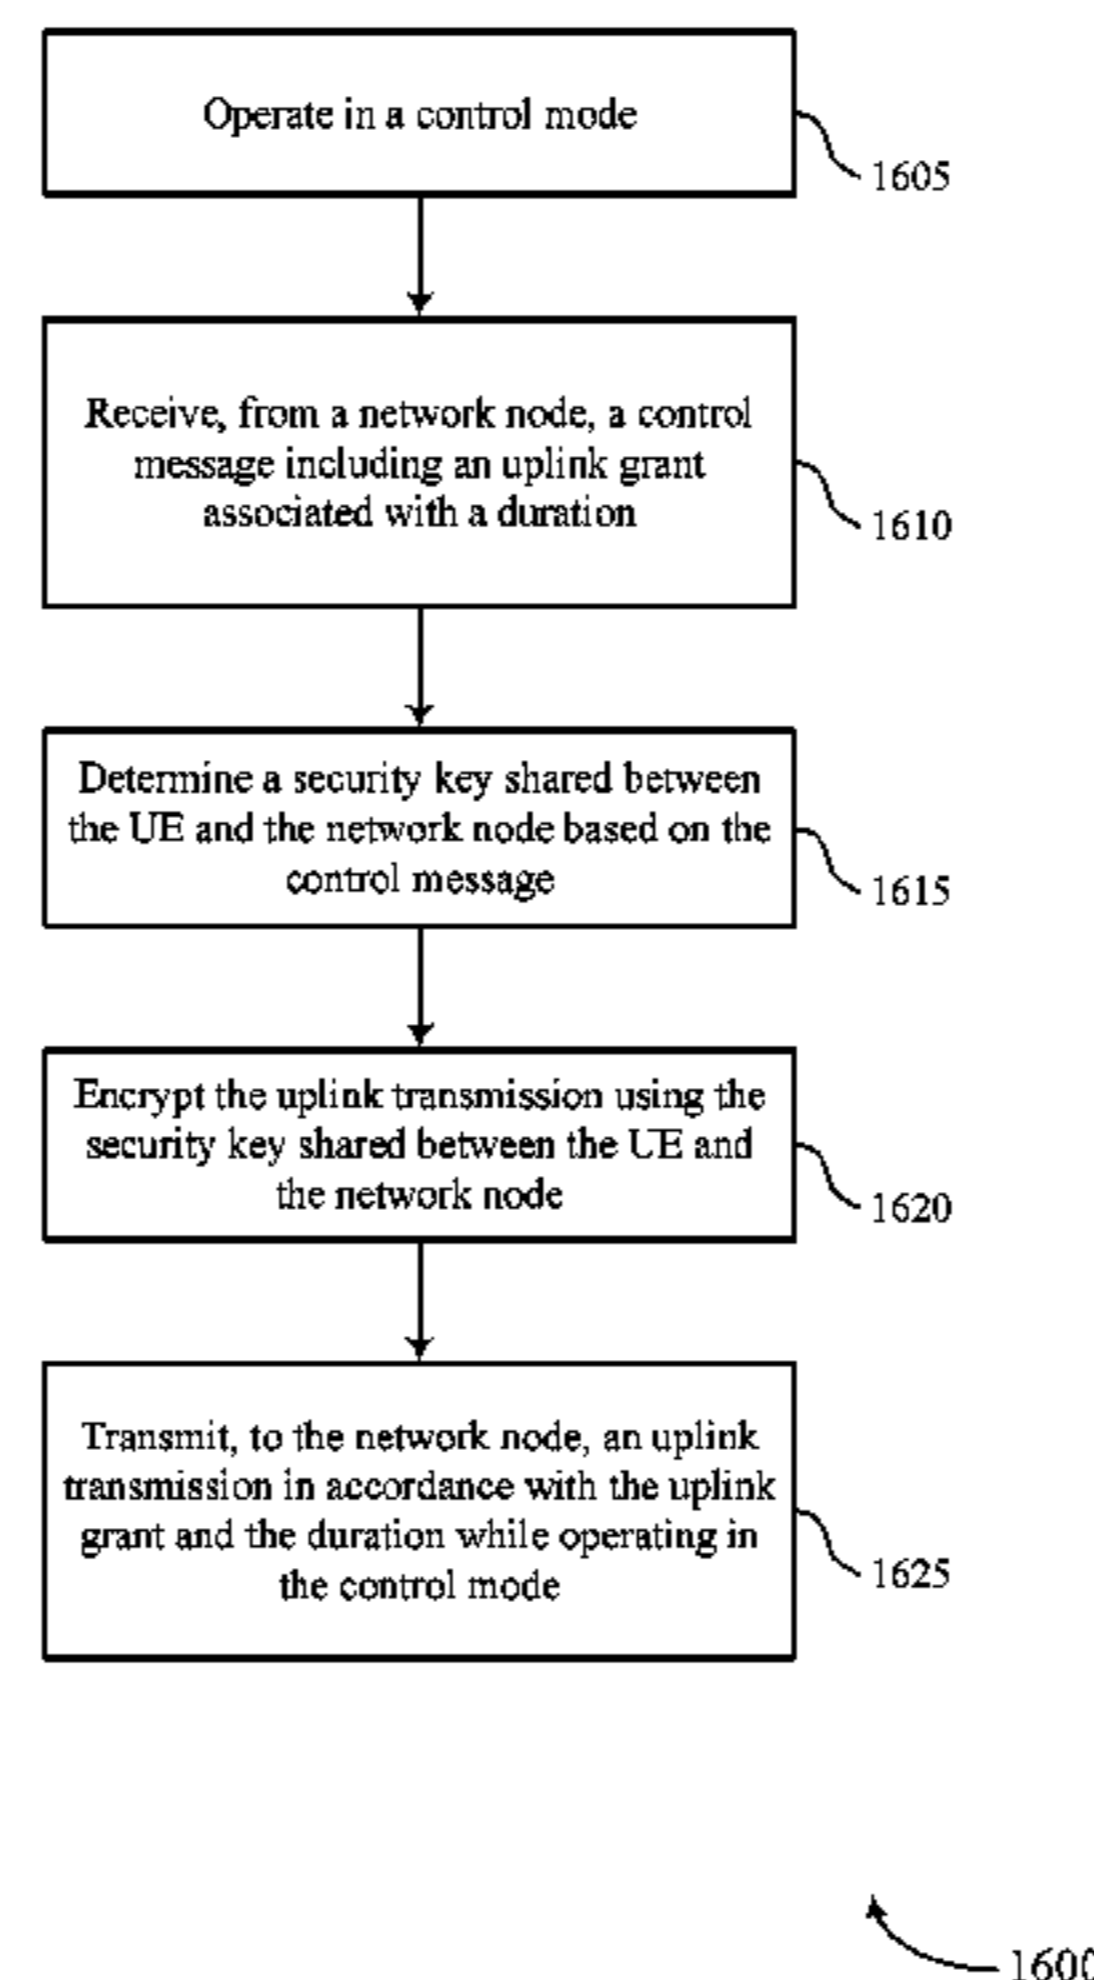 Operate in a control mode
1605
Receive, from a network node, a control
message including an uplink grant
associated with a duration
1610
Determine a security key shared between
the UE and the network node based on the
control message
1615
Encrypt the uplink transmission using the
security key shared between the UE and
the network node
1620
Transmit, to the network node, an uplink
transmission in accordance with the uplink
grant and the duration while operating in
the control mode
1625
1600